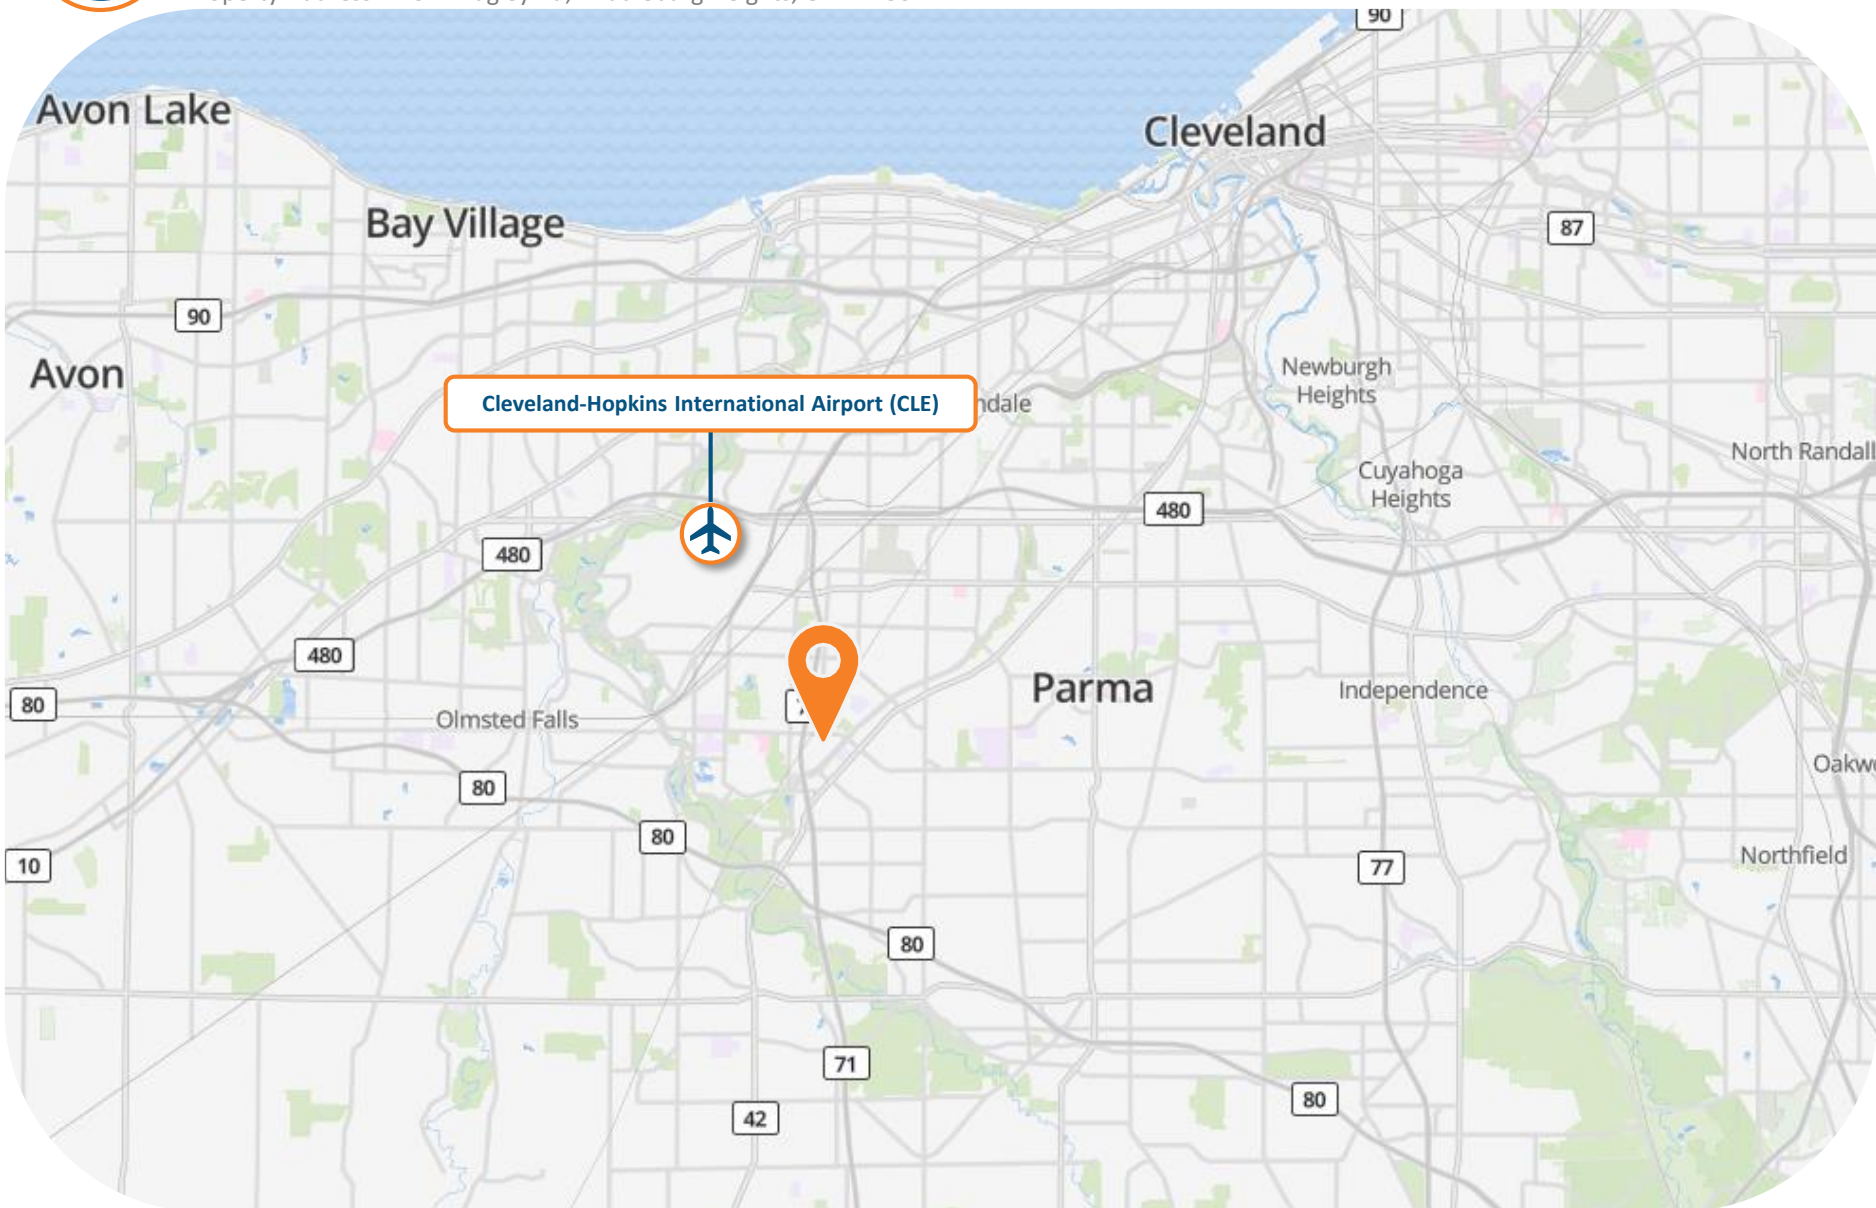 90
Avon Lake
Cleveland
Bay Village
87
90
Avon
Newburgh
Heights
Cleveland-Hopkins International Airport (CLE)
ndale
North Randall
Cuyahoga
Heights
480
480
480
80
Parma
Independence
Olmsted Falls
Oakw
80
80
10
Northfield
77
80
71
80
42